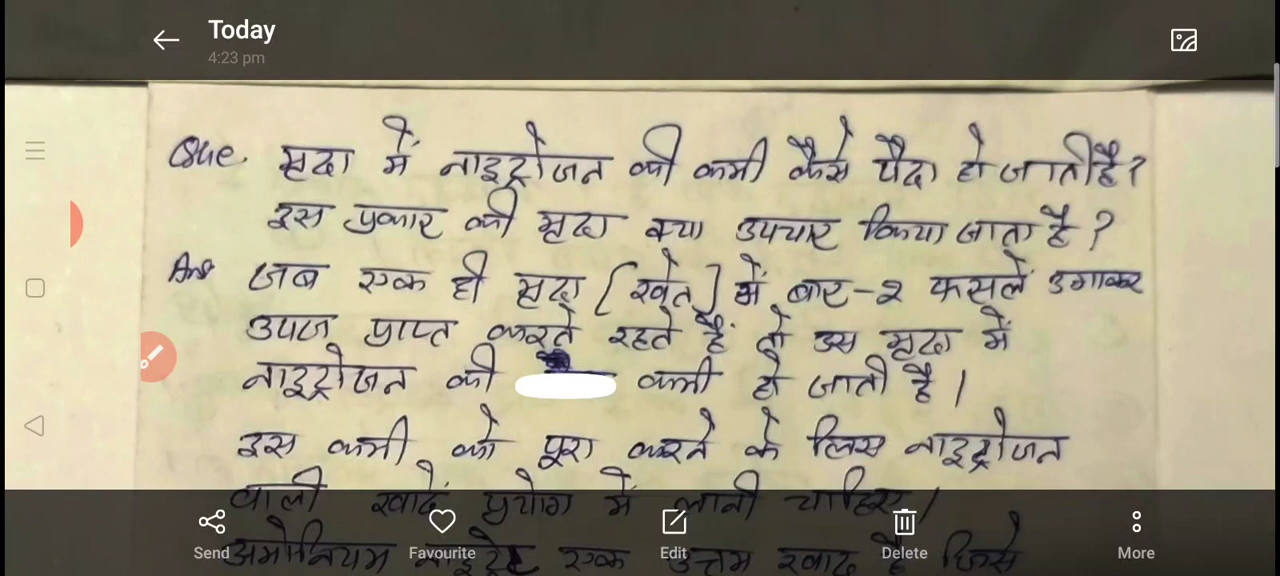 Today
4:23 pm
Que. मृदा में नाइट्रोजन की कमी कैसे पैदा हो जाती है?
इस प्रकार की मृदा क्या उपचार किया जाता है?
Ans जब एक ही मृदा [खेत] में बार-२ फसलें उगाकर
उपज प्राप्त करते रहते हैं तो उस मृदा में
नाइट्रोजन की कमी हो जाती है।
इस कमी को पूरा करने के लिए नाइट्रोजन
वाली खादें प्रयोग में लानी चाहिए।
अमोनियम नाइट्रेट एक उत्तम खाद है जिसे
Send Favourite Edit Delete More